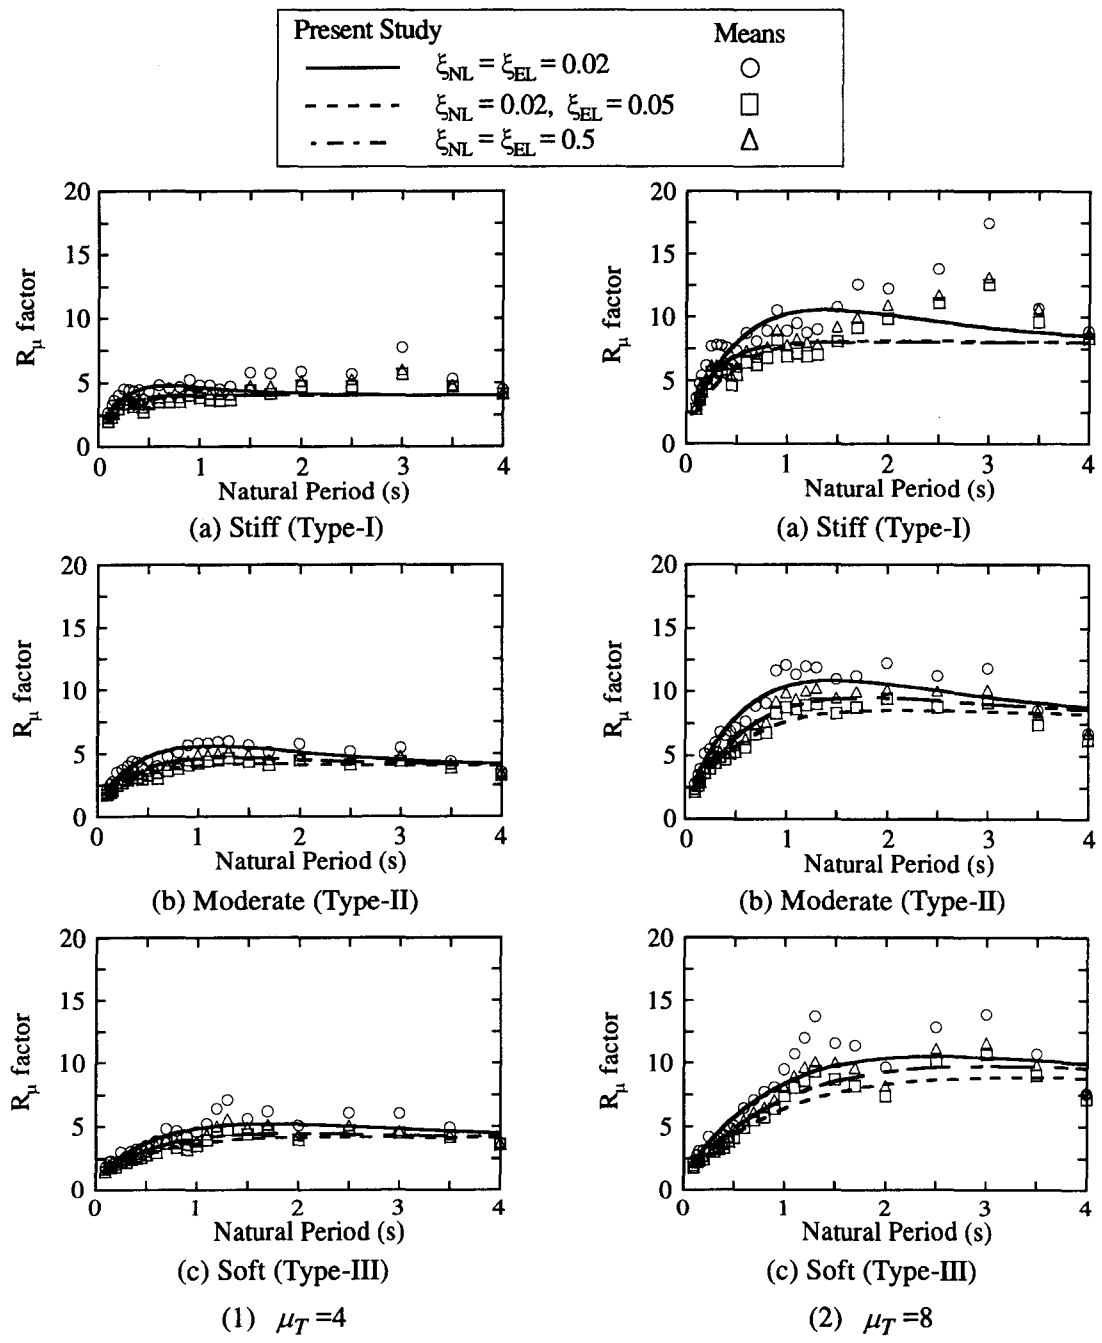 Present Study Means
ξNL = ξEL = 0.02
ξNL = 0.02, ξEL = 0.05
ξNL = ξEL = 0.5
20
15
10
5
0
Rμ factor
0 1 2 3 4
Natural Period (s)
(a) Stiff (Type-I)
20
15
10
5
0
Rμ factor
0 1 2 3 4
Natural Period (s)
(a) Stiff (Type-I)
20
15
10
5
0
Rμ factor
0 1 2 3 4
Natural Period (s)
(b) Moderate (Type-II)
20
15
10
5
0
Rμ factor
0 1 2 3 4
Natural Period (s)
(b) Moderate (Type-II)
20
15
10
5
0
Rμ factor
0 1 2 3 4
Natural Period (s)
(c) Soft (Type-III)
20
15
10
5
0
Rμ factor
0 1 2 3 4
Natural Period (s)
(c) Soft (Type-III)
(1) μT =4
(2) μT =8